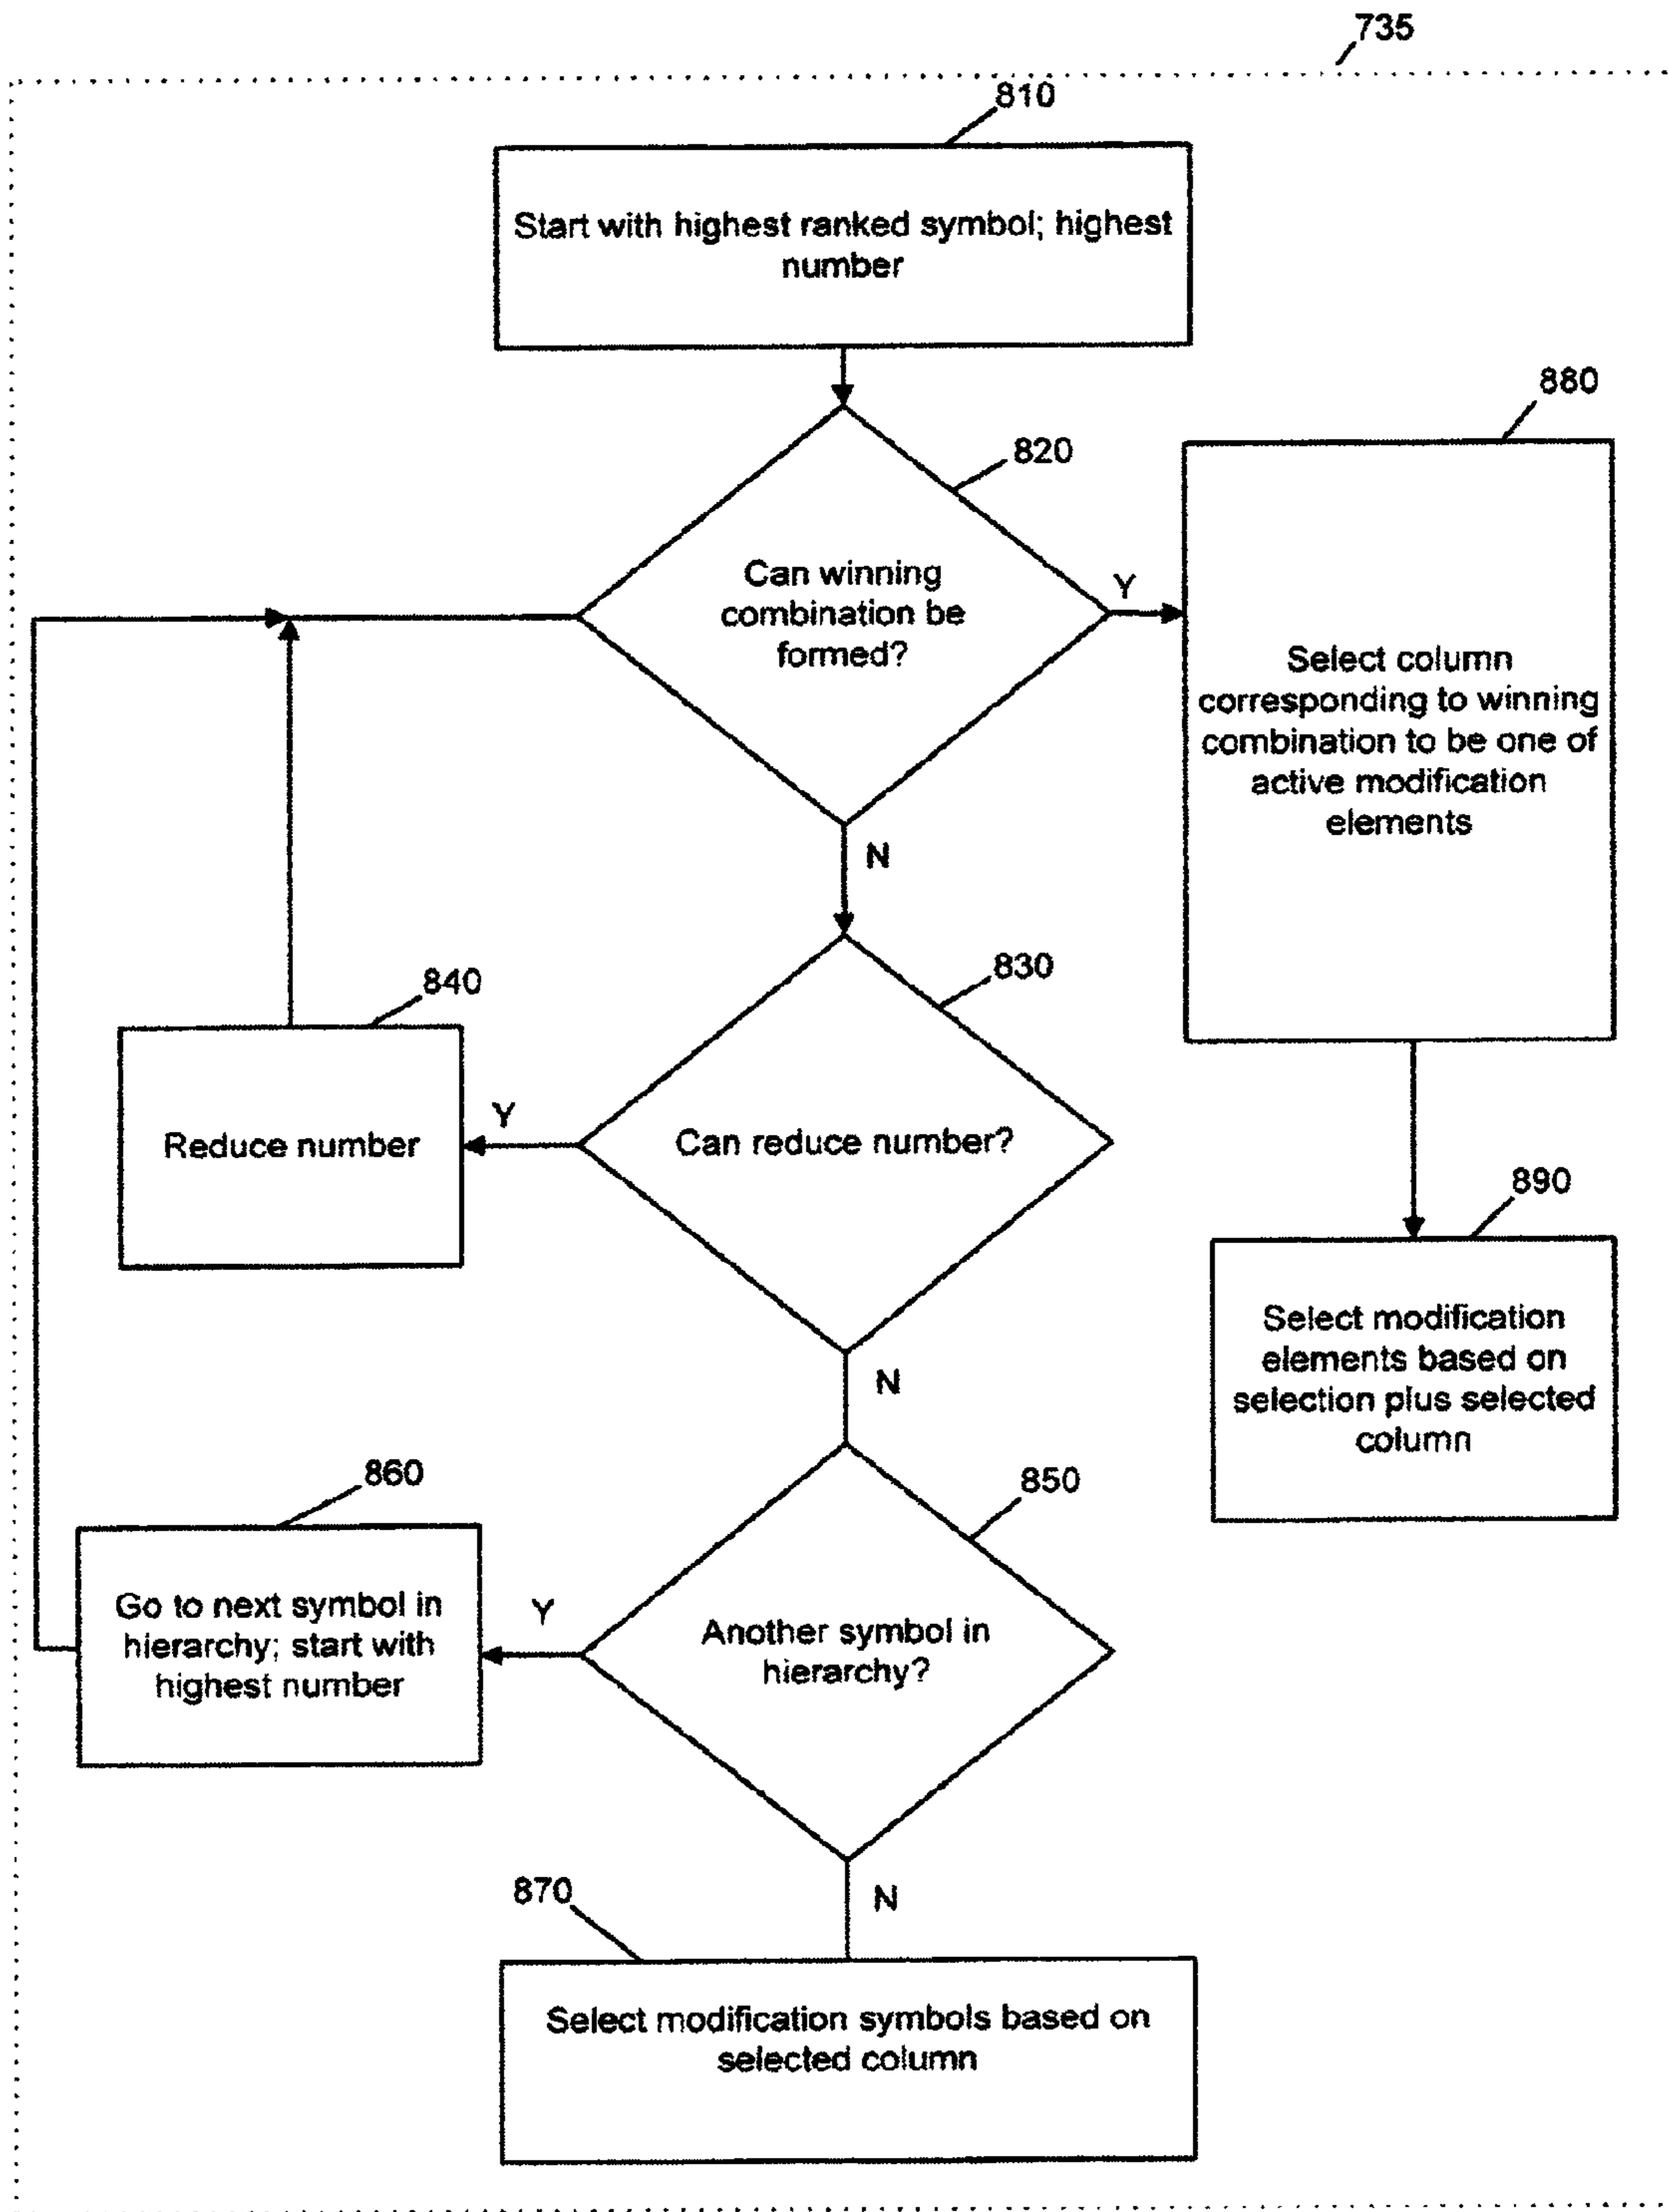 735
810
Start with highest ranked symbol; highest
number
880
820
Can winning
combination be
formed?
Y
Select column
corresponding to winning
combination to be one of
active modification
elements
N
830
840
Y
Reduce number
Can reduce number?
890
Select modification
elements based on
selection plus selected
column
N
860
850
Go to next symbol in
hierarchy; start with
highest number
Y
Another symbol in
hierarchy?
870
N
Select modification symbols based on
selected column